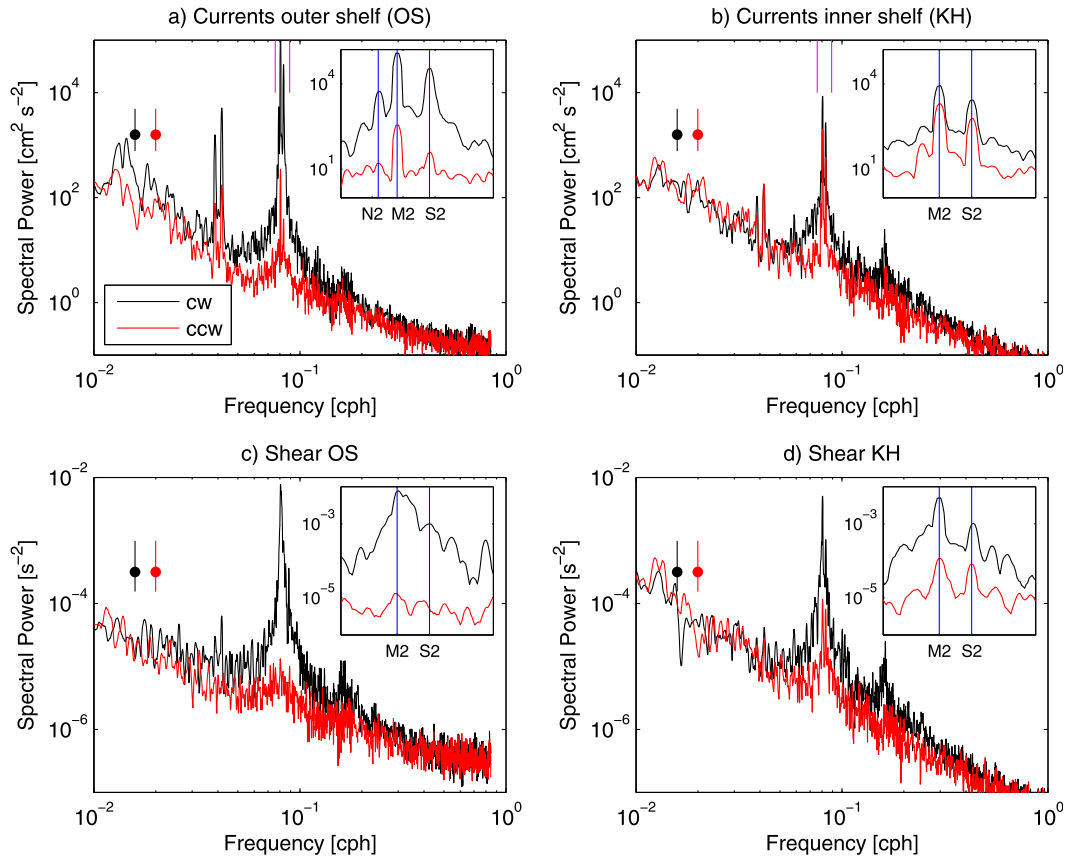 a) Currents outer shelf (OS)
Spectral Power [cm² s⁻²]
10⁴
10²
10⁰
10⁻²
10⁻¹
10⁰
Frequency [cph]
cw
ccw
10⁴
10¹
N2 M2 S2
b) Currents inner shelf (KH)
Spectral Power [cm² s⁻²]
10⁴
10²
10⁰
10⁻²
10⁻¹
10⁰
Frequency [cph]
10⁴
10¹
M2 S2
c) Shear OS
Spectral Power [s⁻²]
10⁻²
10⁻⁴
10⁻⁶
10⁻²
10⁻¹
10⁰
Frequency [cph]
10⁻³
10⁻⁵
M2 S2
d) Shear KH
Spectral Power [s⁻²]
10⁻²
10⁻⁴
10⁻⁶
10⁻²
10⁻¹
10⁰
Frequency [cph]
10⁻³
10⁻⁵
M2 S2